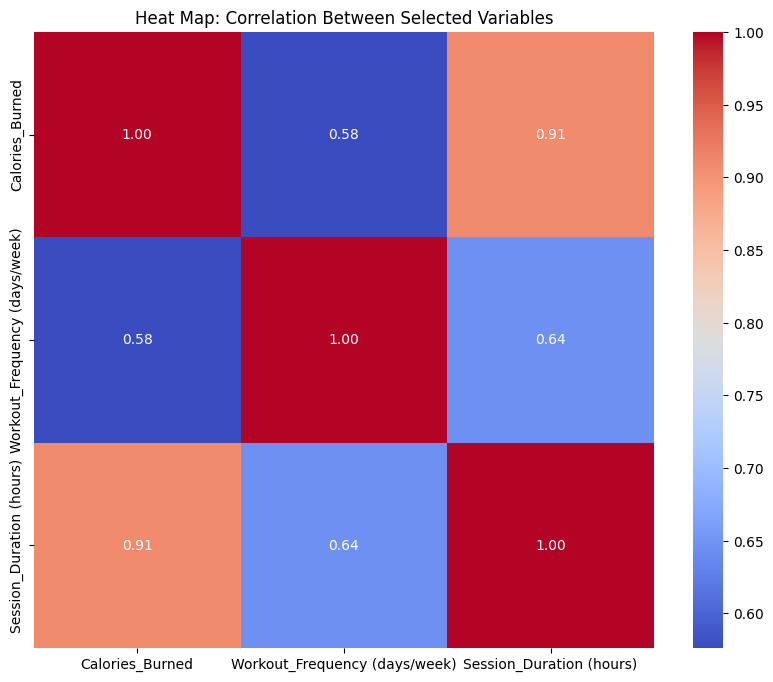 Heat Map: Correlation Between Selected Variables
Calories_Burned
1.00 0.58 0.91
Workout_Frequency (days/week)
0.58 1.00 0.64
Session_Duration (hours)
0.91 0.64 1.00
Calories_Burned Workout_Frequency (days/week) Session_Duration (hours)
1.00
0.95
0.90
0.85
0.80
0.75
0.70
0.65
0.60